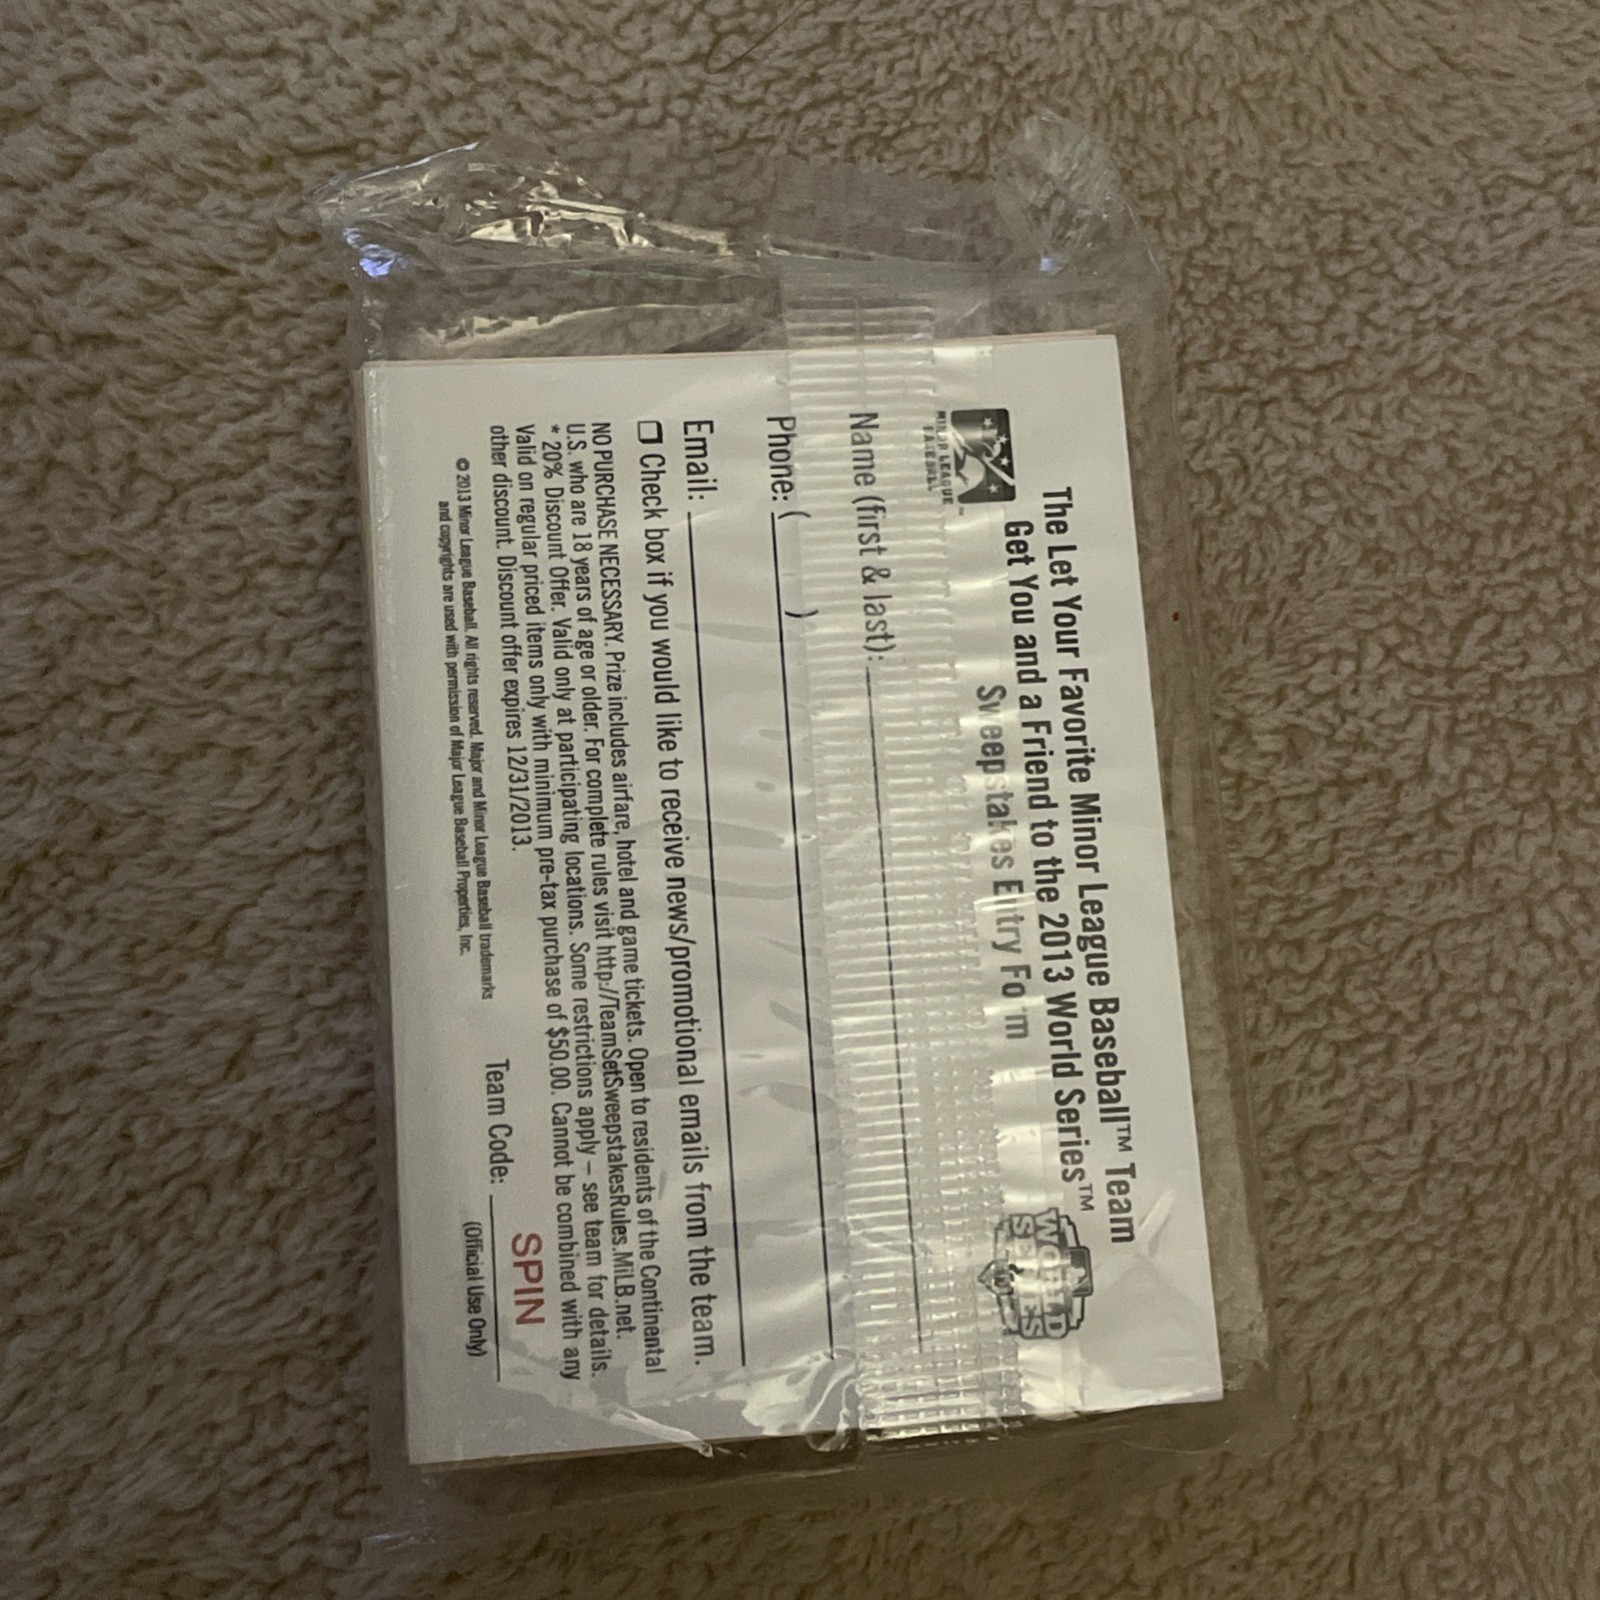 The Let Your Favorite Minor League Baseball™ Team
Get You and a Friend to the 2013 World Series™
Sweepstakes Entry Form
MINOR LEAGUE
BASEBALL
WORLD
SERIES
Name (first & last):
Phone: ( )
Email:
Check box if you would like to receive news/promotional emails from the team.
NO PURCHASE NECESSARY. Prize includes airfare, hotel and game tickets. Open to residents of the Continental
U.S. who are 18 years of age or older. For complete rules visit http://TeamSetSweepstakesRules.MiLB.net.
* 20% Discount Offer. Valid only at participating locations. Some restrictions apply – see team for details.
Valid on regular priced items only with minimum pre-tax purchase of $50.00. Cannot be combined with any
other discount. Discount offer expires 12/31/2013.
© 2013 Minor League Baseball. All rights reserved. Major and Minor League Baseball trademarks
and copyrights are used with permission of Major League Baseball Properties, Inc.
Team Code: SPIN
(Official Use Only)